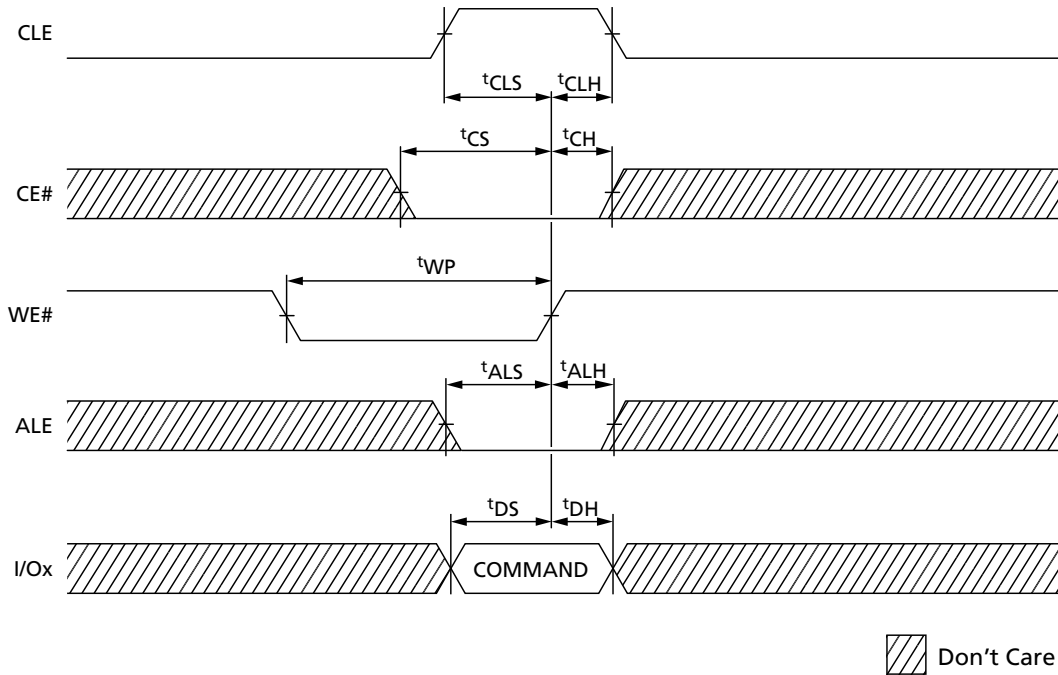 CLE
tCLS tCLH
tCS tCH
CE#
tWP
WE#
tALS tALH
ALE
tDS tDH
I/Ox COMMAND
Don't Care